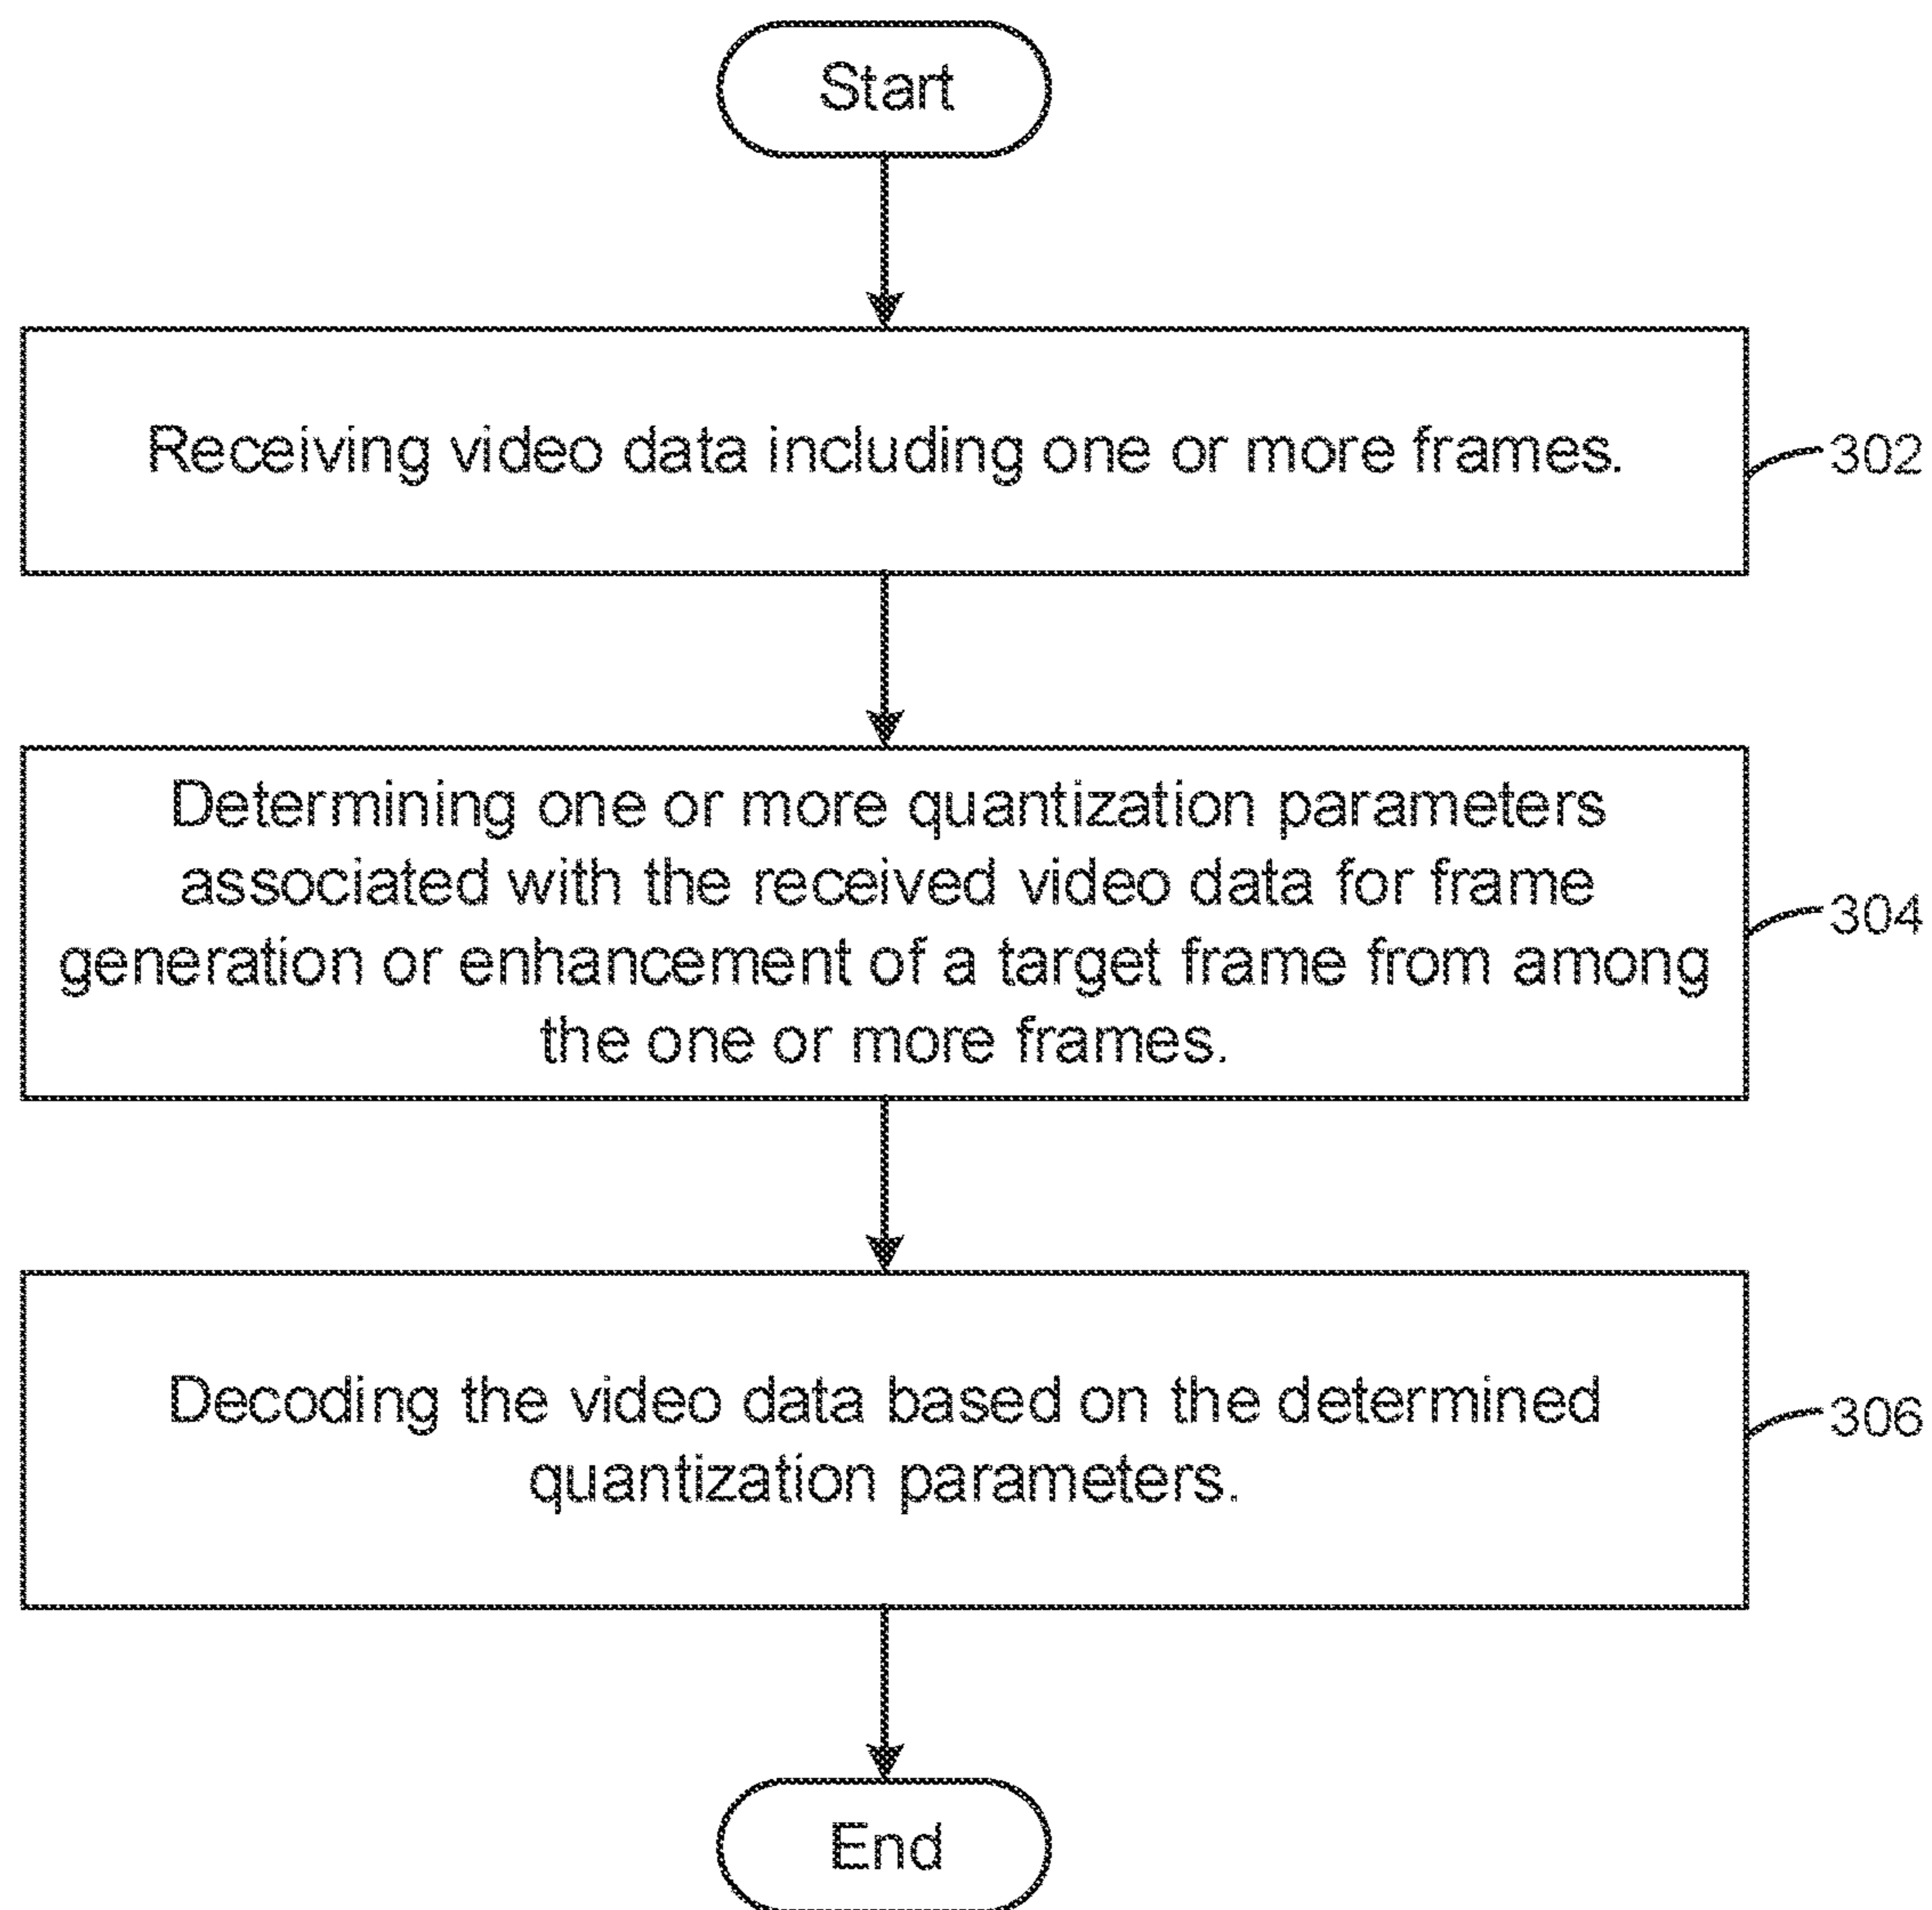 Start
Receiving video data including one or more frames.
302
Determining one or more quantization parameters
associated with the received video data for frame
generation or enhancement of a target frame from among
the one or more frames.
304
Decoding the video data based on the determined
quantization parameters.
306
End